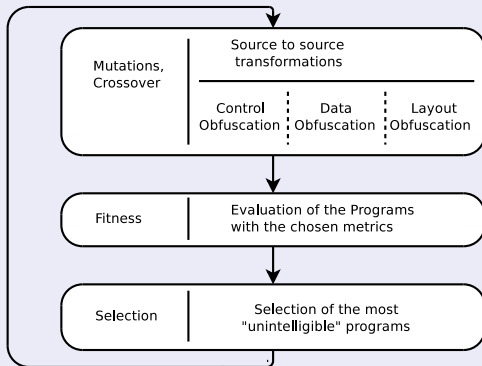 Mutations,
Crossover
Source to source
transformations
Control
Obfuscation
Data
Obfuscation
Layout
Obfuscation
Fitness
Evaluation of the Programs
with the chosen metrics
Selection
Selection of the most
"unintelligible" programs